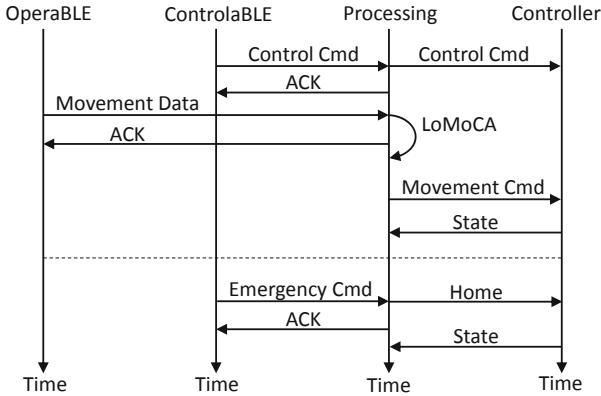 OperaBLE ControlaBLE Processing Controller
Control Cmd Control Cmd
ACK
Movement Data
LoMoCA
ACK
Movement Cmd
State
Emergency Cmd Home
ACK
State
Time Time Time Time